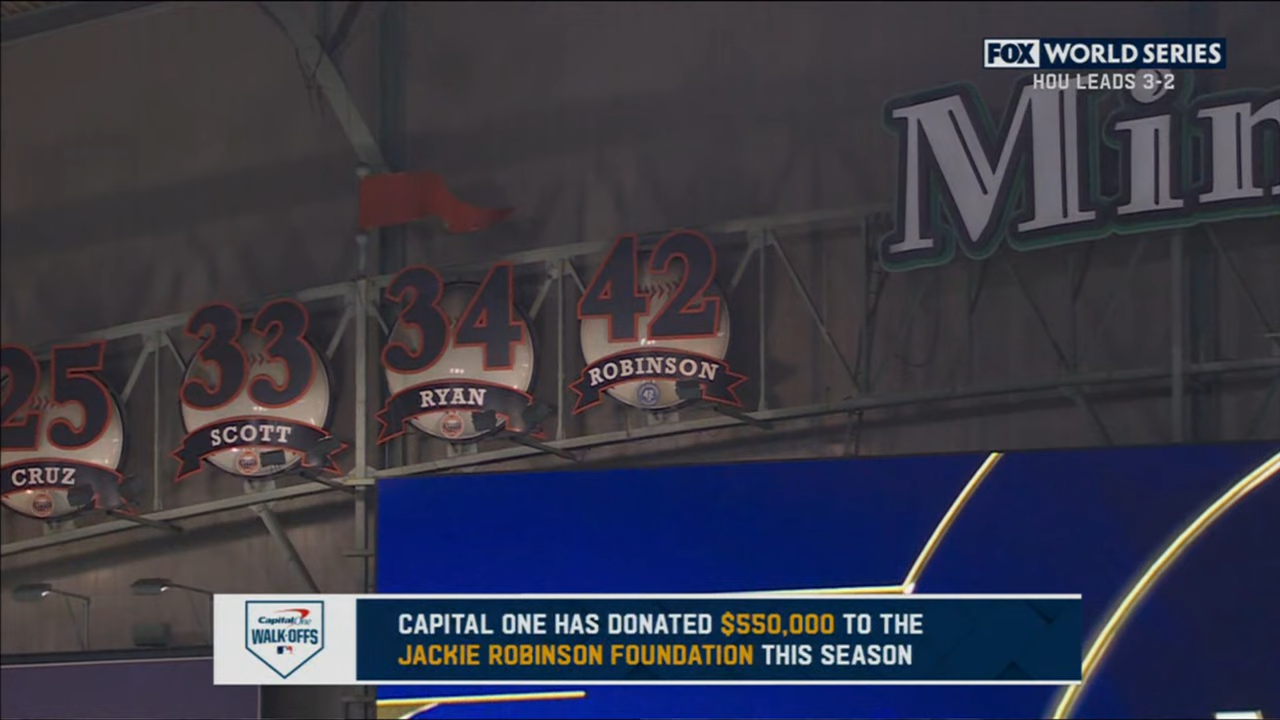 FOX WORLD SERIES
HOU LEADS 3-2
Min
25
CRUZ
33
SCOTT
34
RYAN
42
ROBINSON
Capital One
WALK-OFFS
CAPITAL ONE HAS DONATED $550,000 TO THE
JACKIE ROBINSON FOUNDATION THIS SEASON